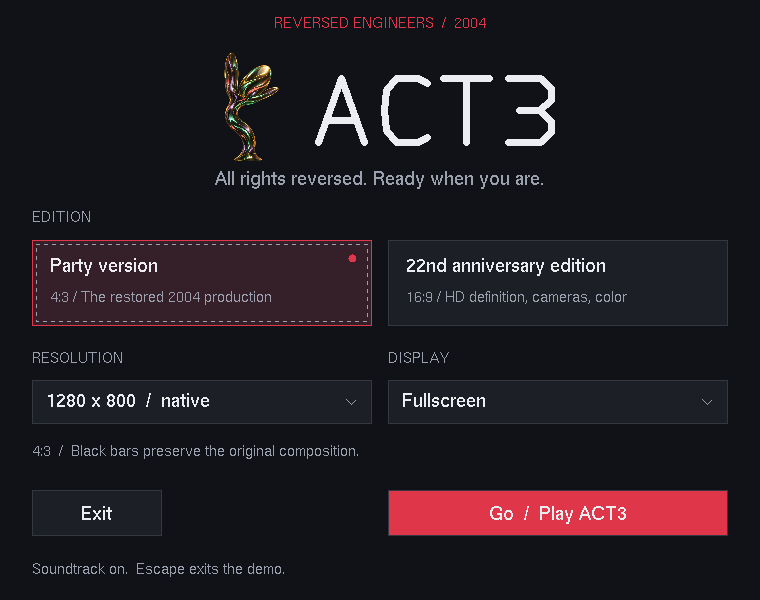 REVERSED ENGINEERS / 2004
ACT3
All rights reversed. Ready when you are.
EDITION
Party version
4:3 / The restored 2004 production
22nd anniversary edition
16:9 / HD definition, cameras, color
RESOLUTION
1280 x 800 / native
DISPLAY
Fullscreen
4:3 / Black bars preserve the original composition.
Exit
Go / Play ACT3
Soundtrack on. Escape exits the demo.